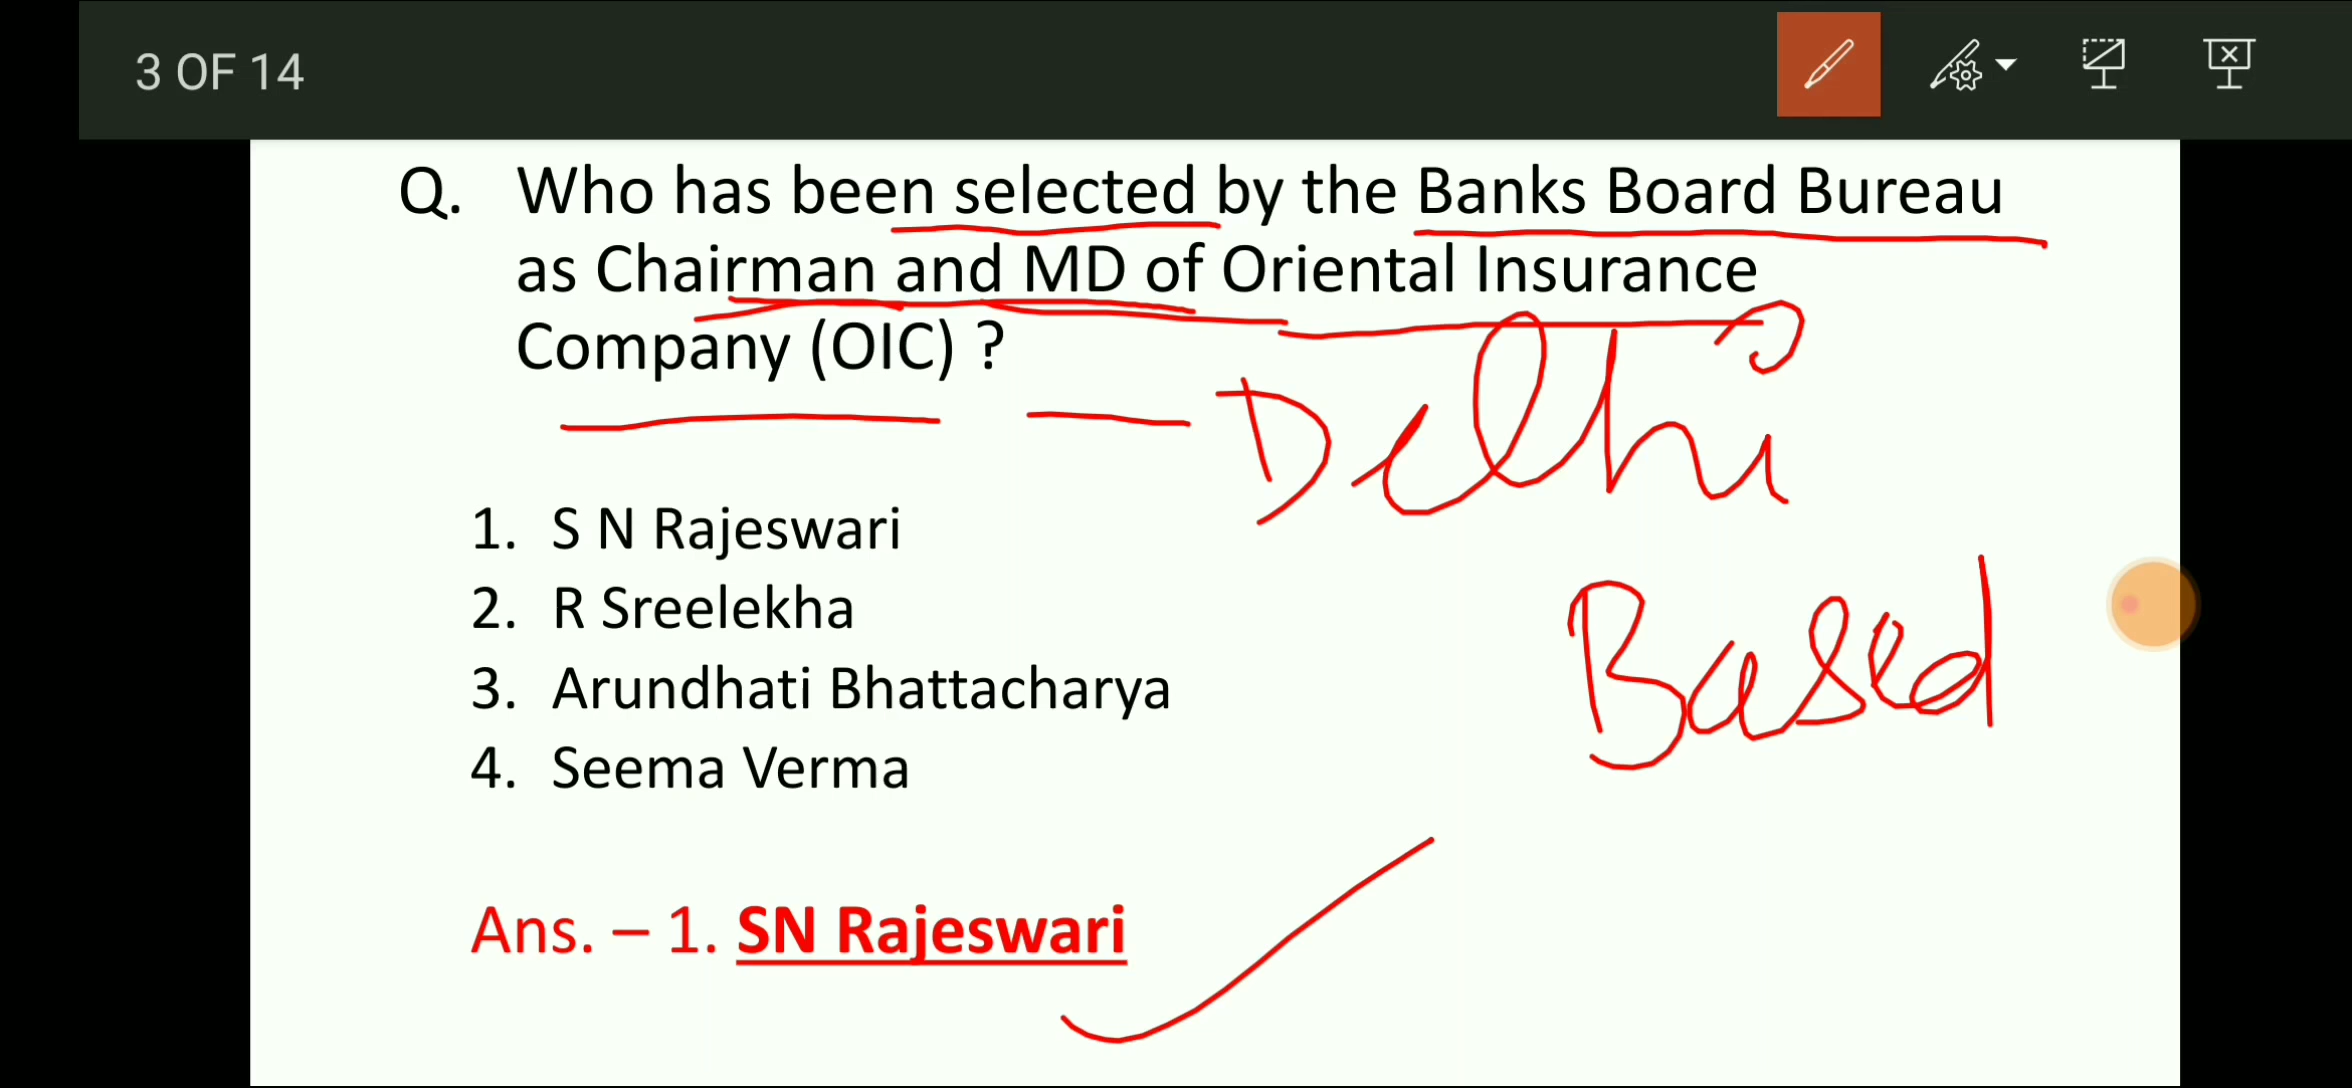 3 OF 14
Q. Who has been selected by the Banks Board Bureau
as Chairman and MD of Oriental Insurance
Company (OIC) ?
Delhi
1. S N Rajeswari
2. R Sreelekha
Based
3. Arundhati Bhattacharya
4. Seema Verma
Ans. – 1. SN Rajeswari